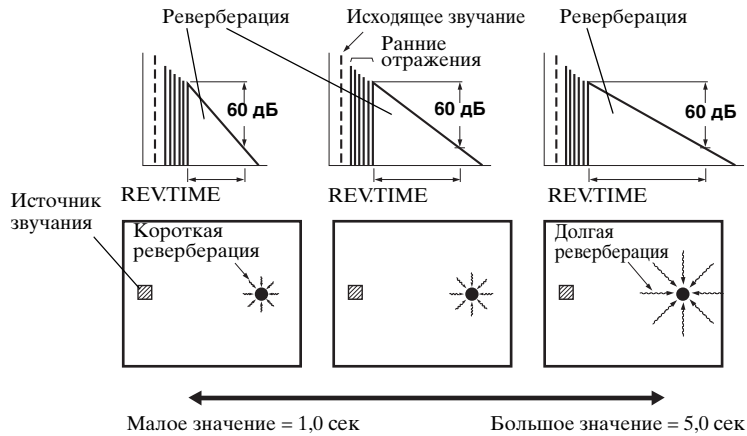 Реверберация
Исходящее звучание
Реверберация
Ранние
отражения
60 дБ
60 дБ
60 дБ
REV.TIME
REV.TIME
REV.TIME
Источник
звучания
Короткая
реверберация
Долгая
реверберация
Малое значение = 1,0 сек
Большое значение = 5,0 сек